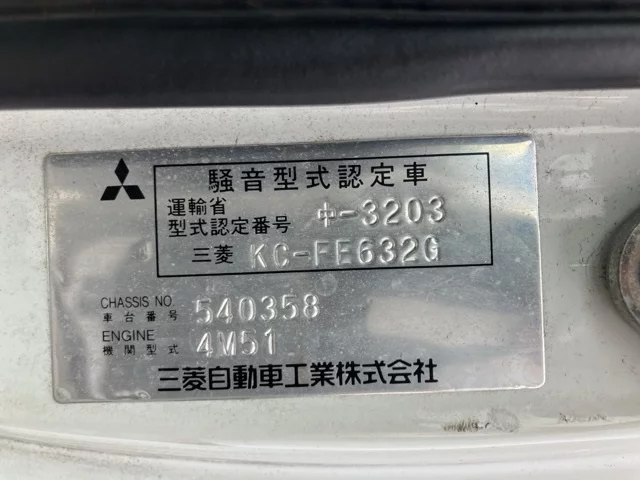 騒音型式認定車
運輸省
型式認定番号 中-3203
三菱 KC-FE632G
CHASSIS NO.
車台番号 540358
ENGINE
機関型式 4M51
三菱自動車工業株式会社